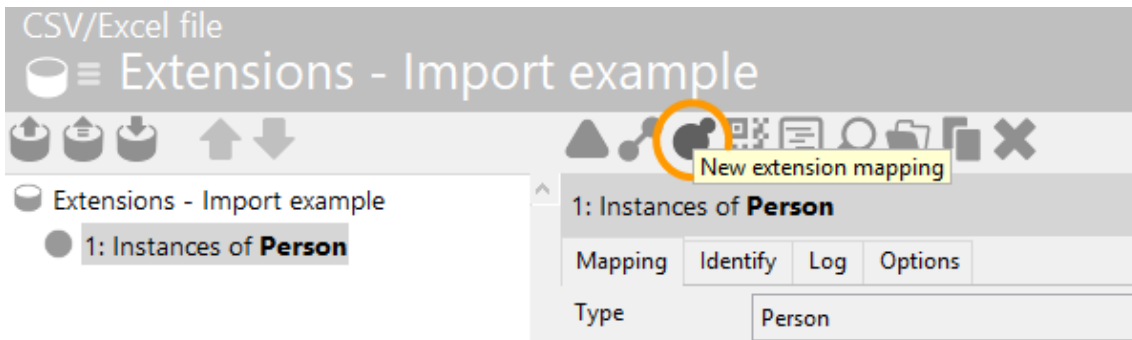 CSV/Excel file
Extensions - Import example
New extension mapping
Extensions - Import example
1: Instances of Person
1: Instances of Person
Mapping Identify Log Options
Type Person